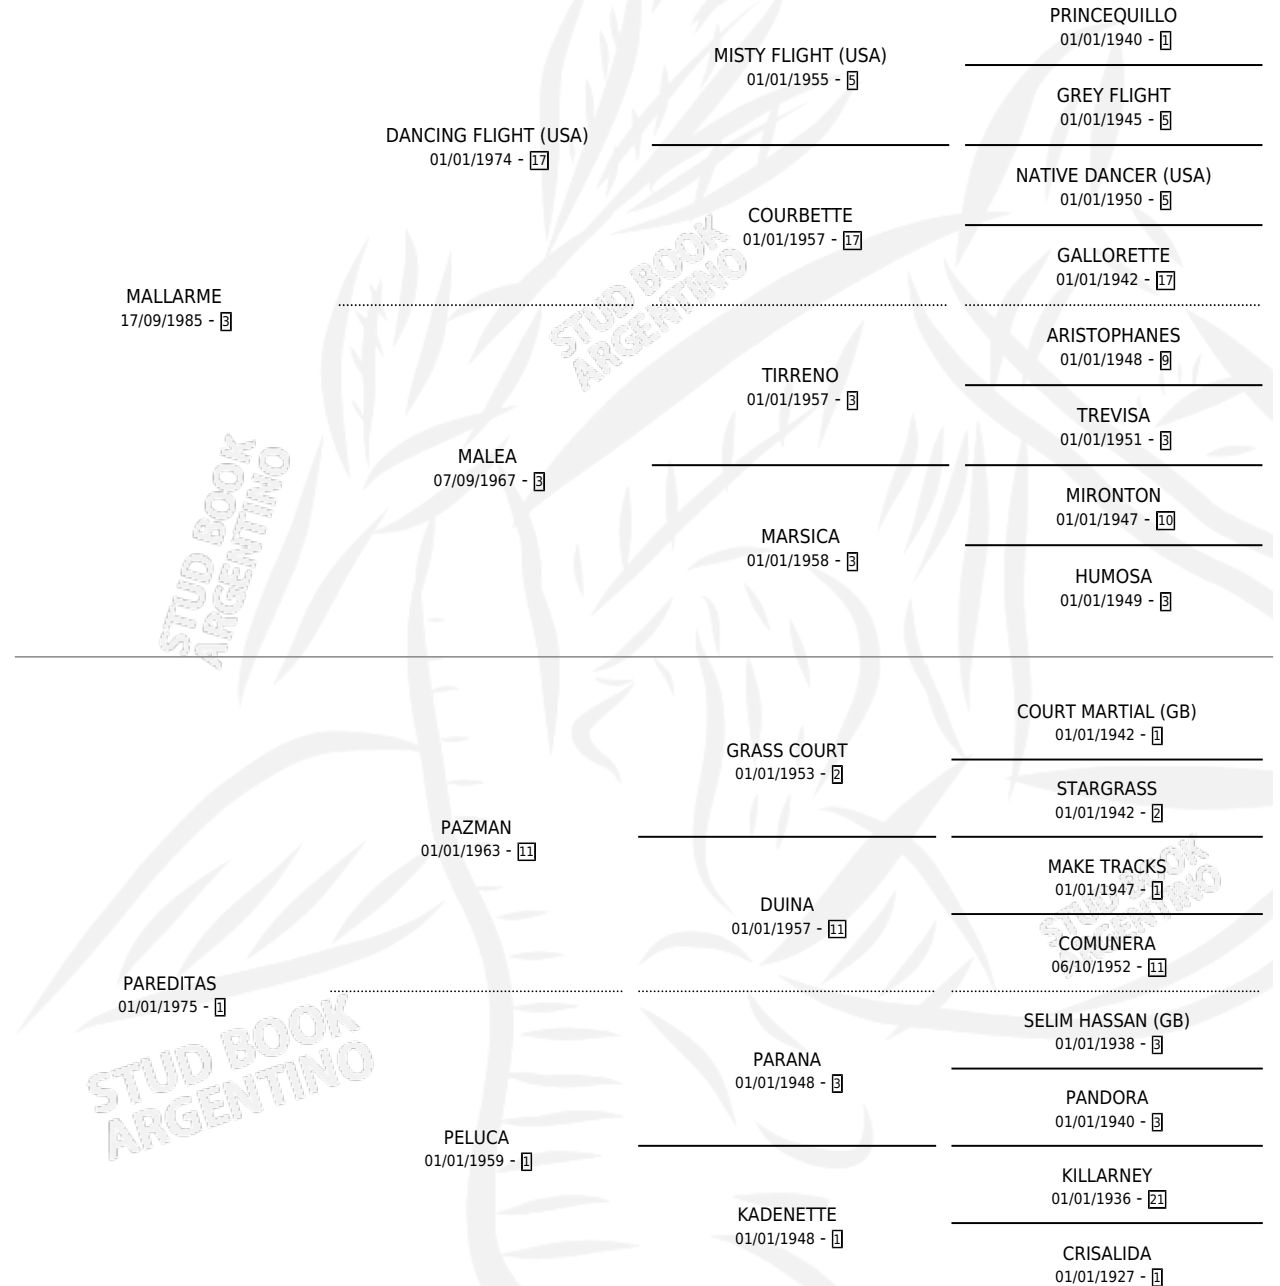 PRINCEQUILLO
01/01/1940 - 1
MISTY FLIGHT (USA)
01/01/1955 - 5
GREY FLIGHT
01/01/1945 - 5
DANCING FLIGHT (USA)
01/01/1974 - 17
NATIVE DANCER (USA)
01/01/1950 - 5
COURBETTE
01/01/1957 - 17
GALLORETTE
01/01/1942 - 17
MALLARME
17/09/1985 - 3
STUD BOOK
ARGENTINO
ARISTOPHANES
01/01/1948 - 9
TIRRENO
01/01/1957 - 3
TREVISA
01/01/1951 - 3
MALEA
07/09/1967 - 3
MIRONTON
01/01/1947 - 10
MARSICA
01/01/1958 - 3
HUMOSA
01/01/1949 - 3
STUD BOOK
ARGENTINO
COURT MARTIAL (GB)
01/01/1942 - 1
GRASS COURT
01/01/1953 - 2
STARGRASS
01/01/1942 - 2
PAZMAN
01/01/1963 - 11
MAKE TRACKS
01/01/1947 - 1
DUINA
01/01/1957 - 11
COMUNERA
06/10/1952 - 11
STUD BOOK
ARGENTINO
PAREDITAS
01/01/1975 - 1
SELIM HASSAN (GB)
01/01/1938 - 3
PARANA
01/01/1948 - 3
PANDORA
01/01/1940 - 3
STUD BOOK
ARGENTINO
PELUCA
01/01/1959 - 1
KILLARNEY
01/01/1936 - 21
KADENETTE
01/01/1948 - 1
CRISALIDA
01/01/1927 - 1